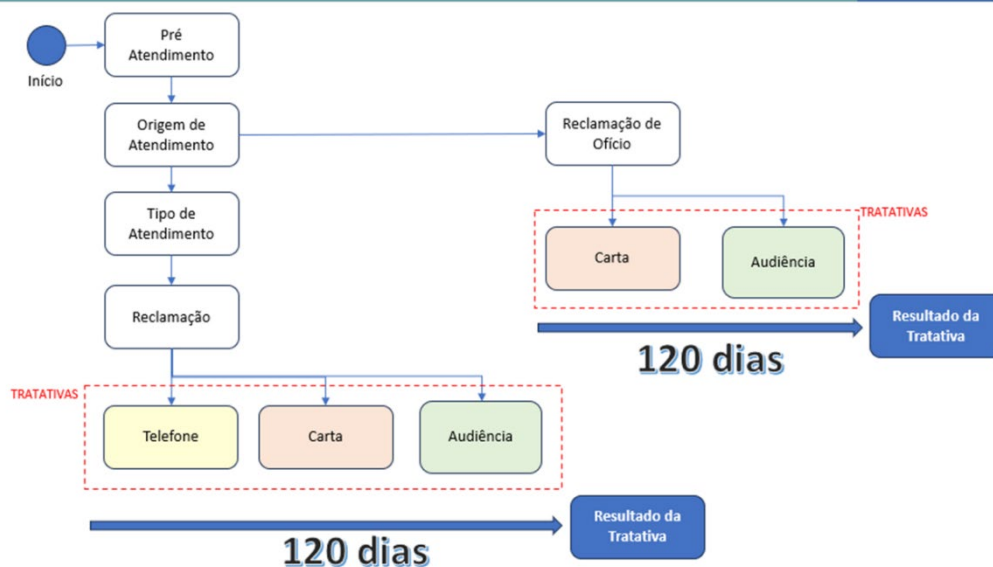 Pré
Atendimento
Início
Origem de
Atendimento
Reclamação de
Ofício
Tipo de
Atendimento
TRATATIVAS
Carta
Audiência
Reclamação
Resultado da
Tratativa
120 dias
TRATATIVAS
Telefone
Carta
Audiência
Resultado da
Tratativa
120 dias